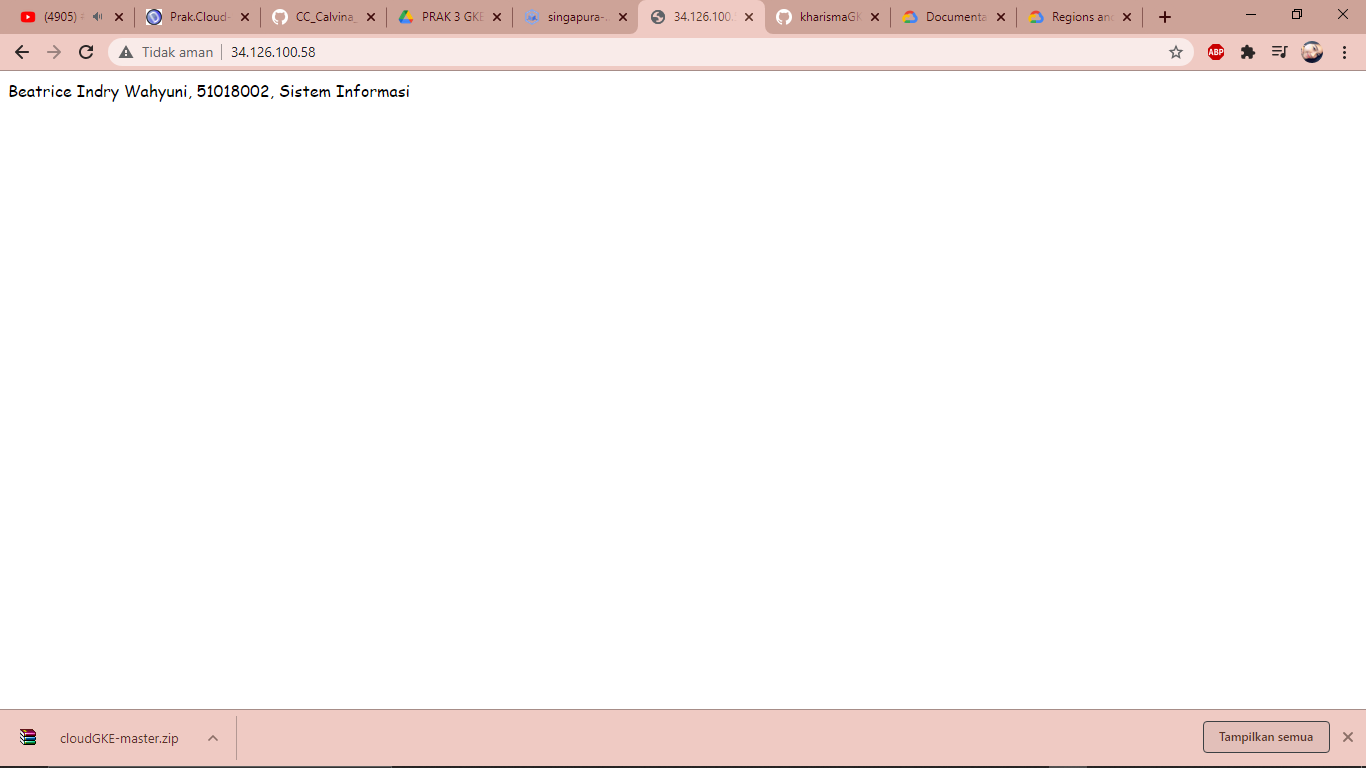 (4905)
Prak.Cloud-
CC_Calvina_
PRAK 3 GKE
singapura-...
34.126.100.
kharismaGK
Documenta
Regions and
Tidak aman
34.126.100.58
ABP
Beatrice Indry Wahyuni, 51018002, Sistem Informasi
cloudGKE-master.zip
Tampilkan semua